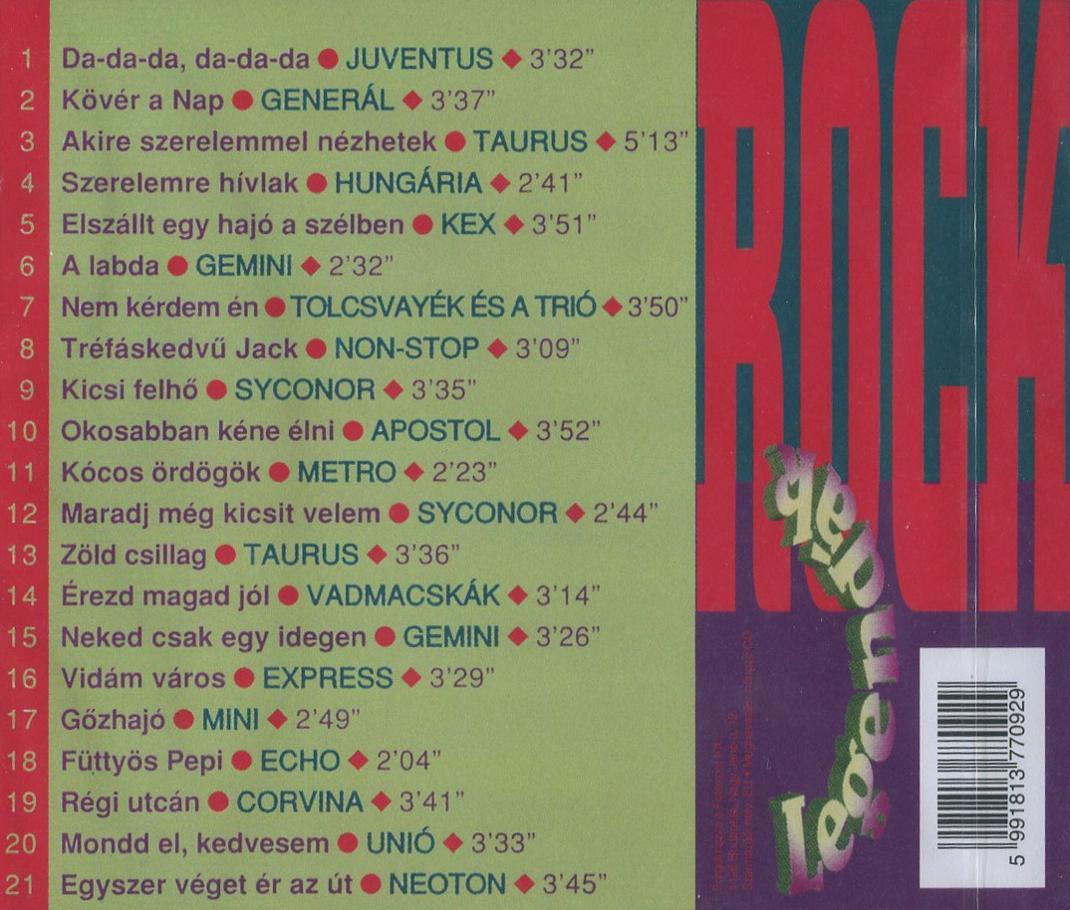 1 Da-da-da, da-da-da ● JUVENTUS ◆ 3'32”
2 Kövér a Nap ● GENERÁL ◆ 3'37”
3 Akire szerelemmel nézhetek ● TAURUS ◆ 5'13”
4 Szerelemre hívlak ● HUNGÁRIA ◆ 2'41”
5 Elszállt egy hajó a szélben ● KEX ◆ 3'51”
6 A labda ● GEMINI ◆ 2'32”
7 Nem kérdem én ● TOLCSVAYÉK ÉS A TRIÓ ◆ 3'50”
8 Tréfáskedvű Jack ● NON-STOP ◆ 3'09”
9 Kicsi felhő ● SYCONOR ◆ 3'35”
10 Okosabban kéne élni ● APOSTOL ◆ 3'52”
11 Kócos ördögök ● METRO ◆ 2'23”
12 Maradj még kicsit velem ● SYCONOR ◆ 2'44”
13 Zöld csillag ● TAURUS ◆ 3'36”
14 Érezd magad jól ● VADMACSKÁK ◆ 3'14”
15 Neked csak egy idegen ● GEMINI ◆ 3'26”
16 Vidám város ● EXPRESS ◆ 3'29”
17 Gőzhajó ● MINI ◆ 2'49”
18 Füttyös Pepi ● ECHO ◆ 2'04”
19 Régi utcán ● CORVINA ◆ 3'41”
20 Mondd el, kedvesem ● UNIÓ ◆ 3'33”
21 Egyszer véget ér az út ● NEOTON ◆ 3'45”
ROCK
Legendák
5 991813 770929